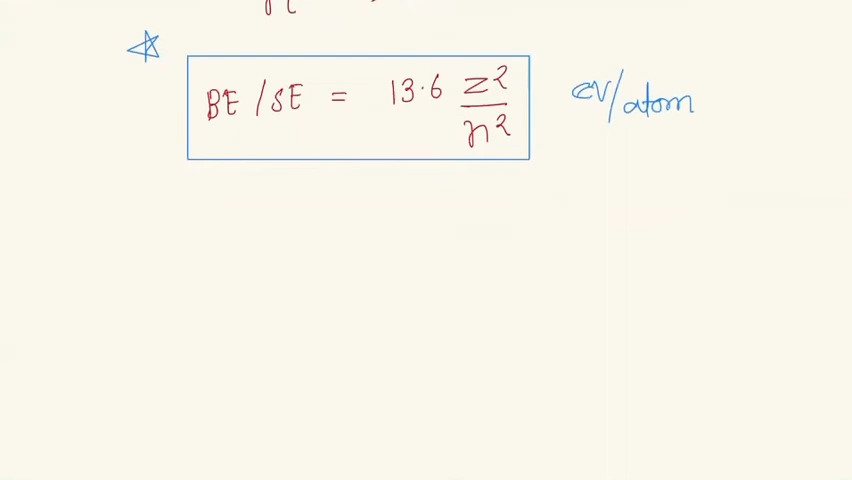 BE / SE = 13.6 Z²/n² eV/atom